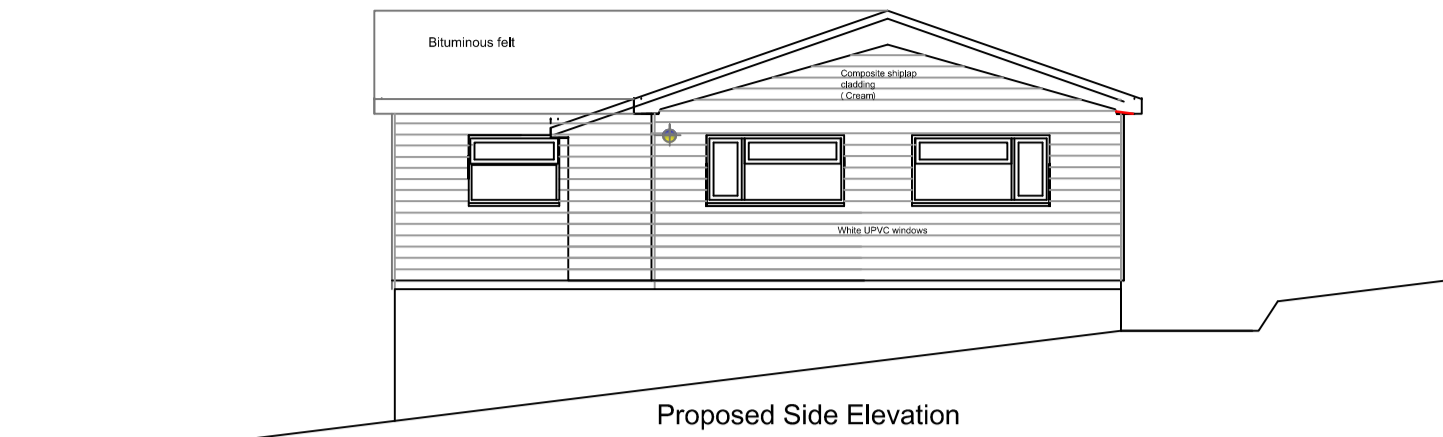 Bituminous felt
Composite shiplap
cladding
( Cream)
White UPVC windows
Proposed Side Elevation